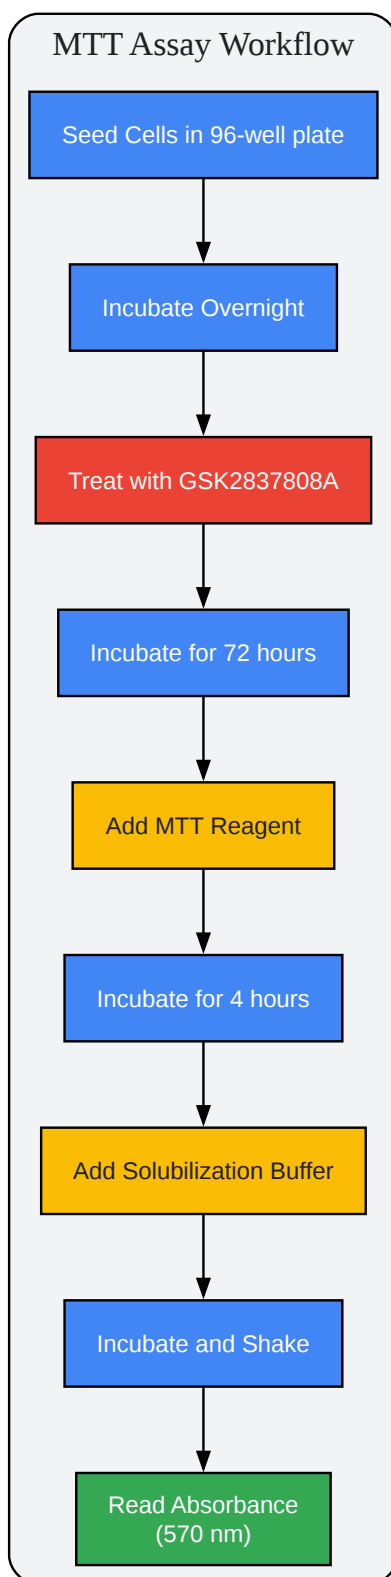 MTT Assay Workflow
Seed Cells in 96-well plate
Incubate Overnight
Treat with GSK2837808A
Incubate for 72 hours
Add MTT Reagent
Incubate for 4 hours
Add Solubilization Buffer
Incubate and Shake
Read Absorbance
(570 nm)